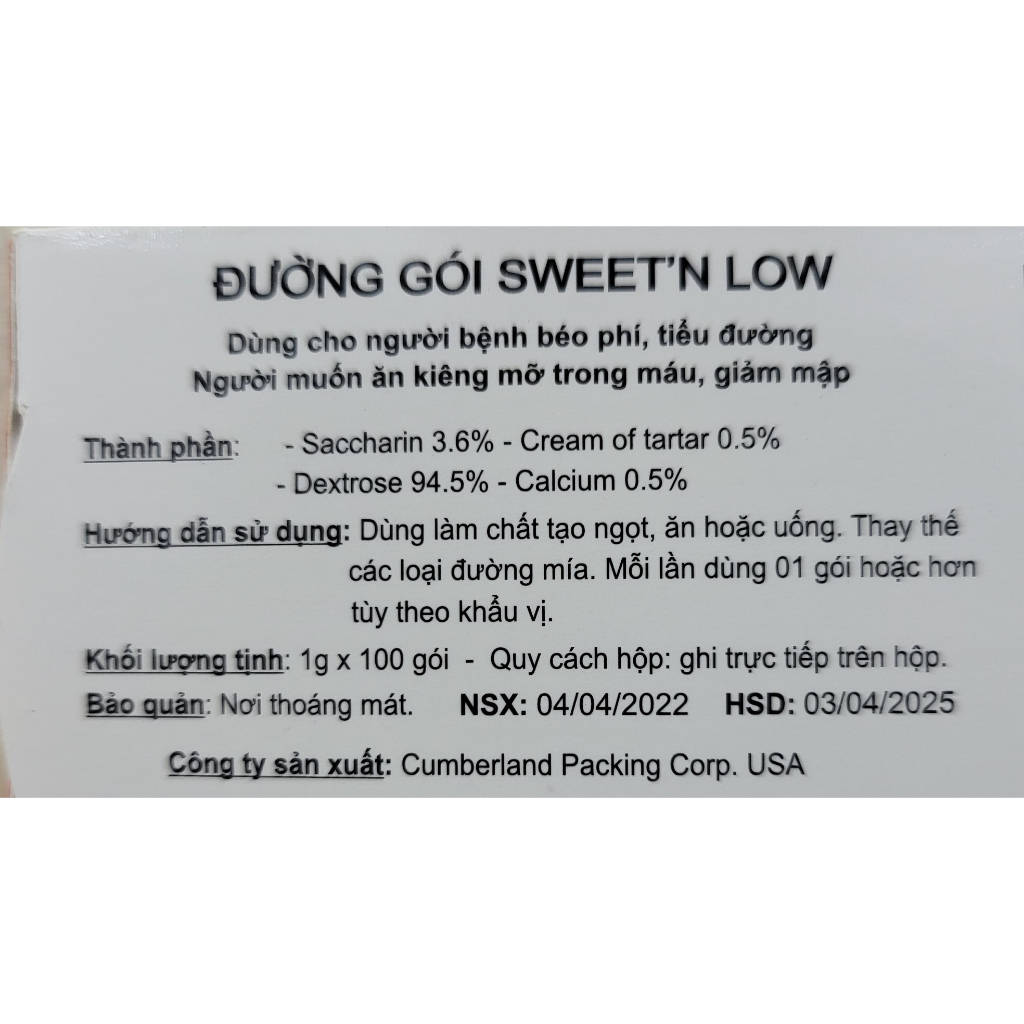 ĐƯỜNG GÓI SWEET'N LOW
Dùng cho người bệnh béo phí, tiểu đường
Người muốn ăn kiêng mỡ trong máu, giảm mập
Thành phần: - Saccharin 3.6% - Cream of tartar 0.5%
- Dextrose 94.5% - Calcium 0.5%
Hướng dẫn sử dụng: Dùng làm chất tạo ngọt, ăn hoặc uống. Thay thế
các loại đường mía. Mỗi lần dùng 01 gói hoặc hơn
tùy theo khẩu vị.
Khối lượng tịnh: 1g x 100 gói - Quy cách hộp: ghi trực tiếp trên hộp.
Bảo quản: Nơi thoáng mát. NSX: 04/04/2022 HSD: 03/04/2025
Công ty sản xuất: Cumberland Packing Corp. USA